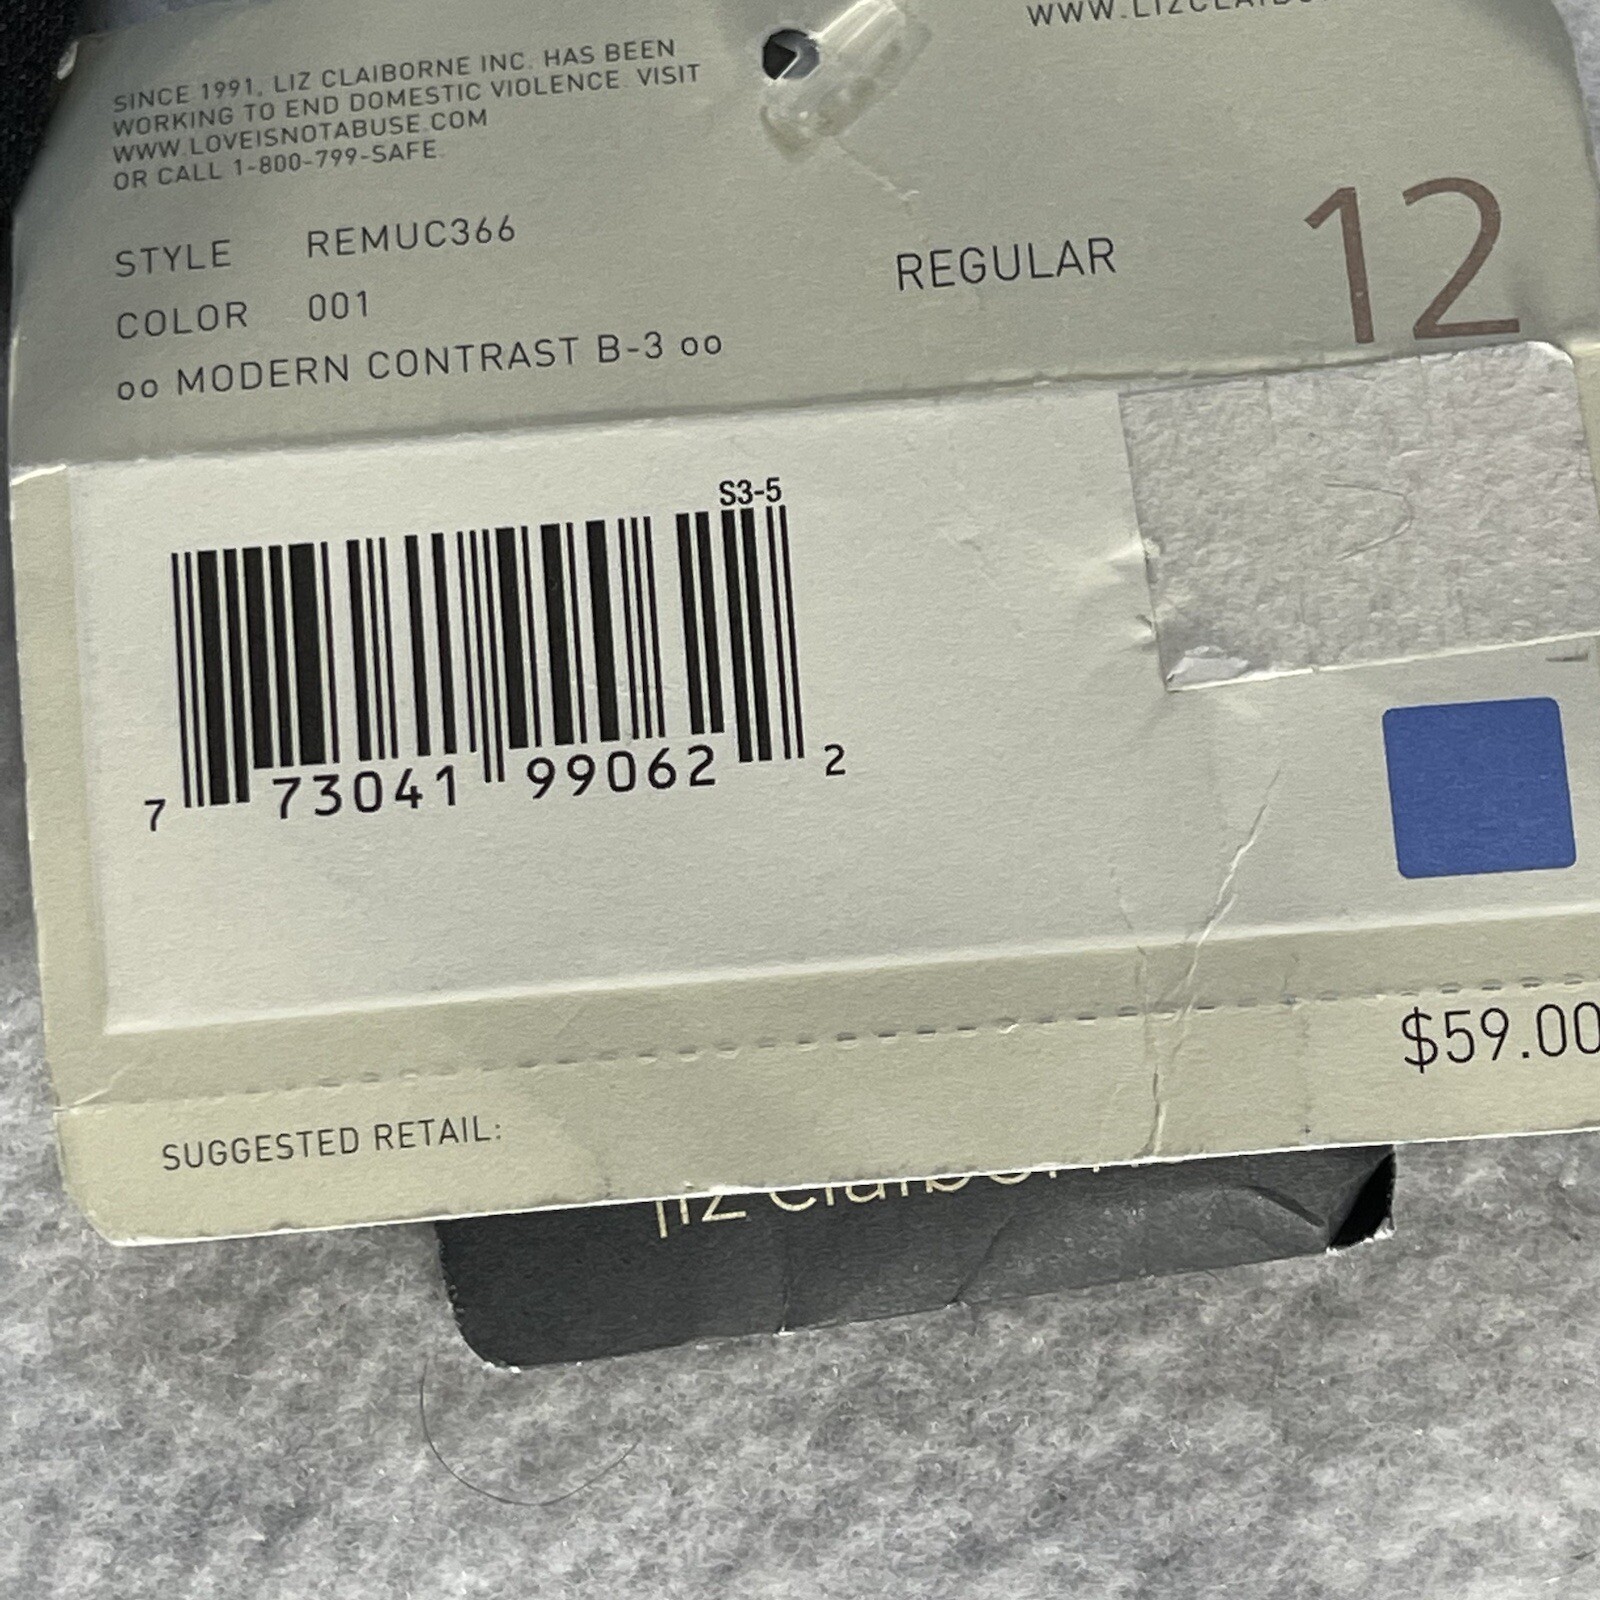 SINCE 1991, LIZ CLAIBORNE INC. HAS BEEN
WORKING TO END DOMESTIC VIOLENCE. VISIT
WWW.LOVEISNOTABUSE.COM
OR CALL 1-800-799-SAFE.
STYLE REMUC366
COLOR 001
oo MODERN CONTRAST B-3 oo
REGULAR 12
S3-5
7 73041 99062 2
$59.00
SUGGESTED RETAIL:
liz claiborne